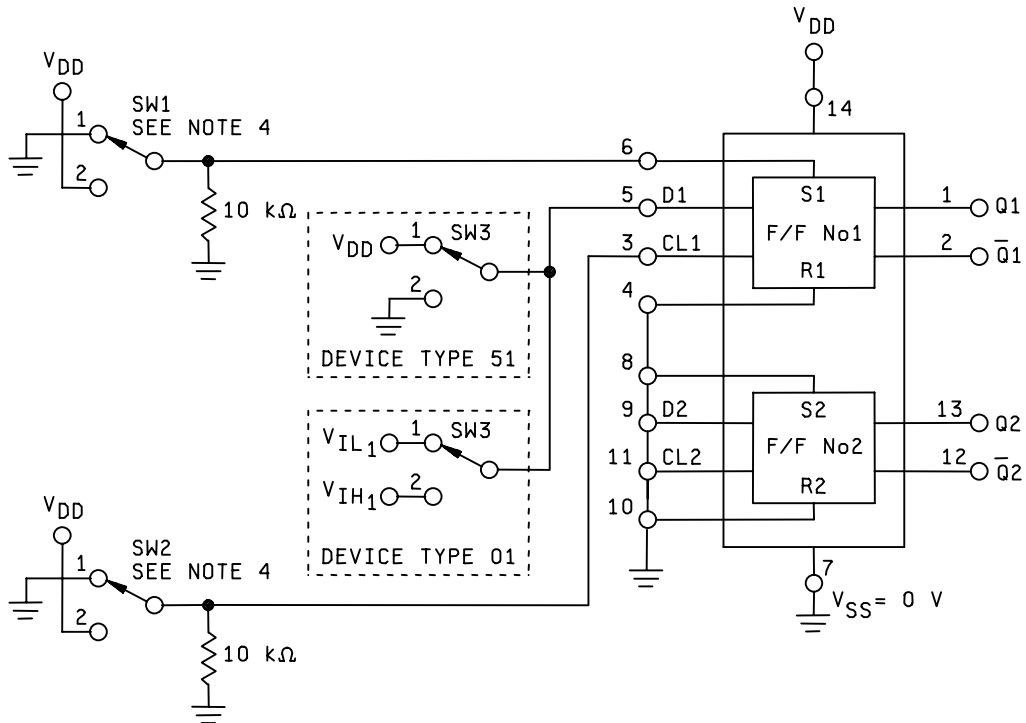 VDD
14
VDD
1
SW1
SEE NOTE 4
2
10 kΩ
6
5 D1
3 CL1
4
8
9 D2
11 CL2
10
S1
F/F No1
R1
1 Q1
2 Q̅1
S2
F/F No2
R2
13 Q2
12 Q̅2
7
VSS= 0 V
VDD
1
SW3
2
DEVICE TYPE 51
VIL1
1
SW3
VIH1
2
DEVICE TYPE 01
VDD
1
SW2
SEE NOTE 4
2
10 kΩ